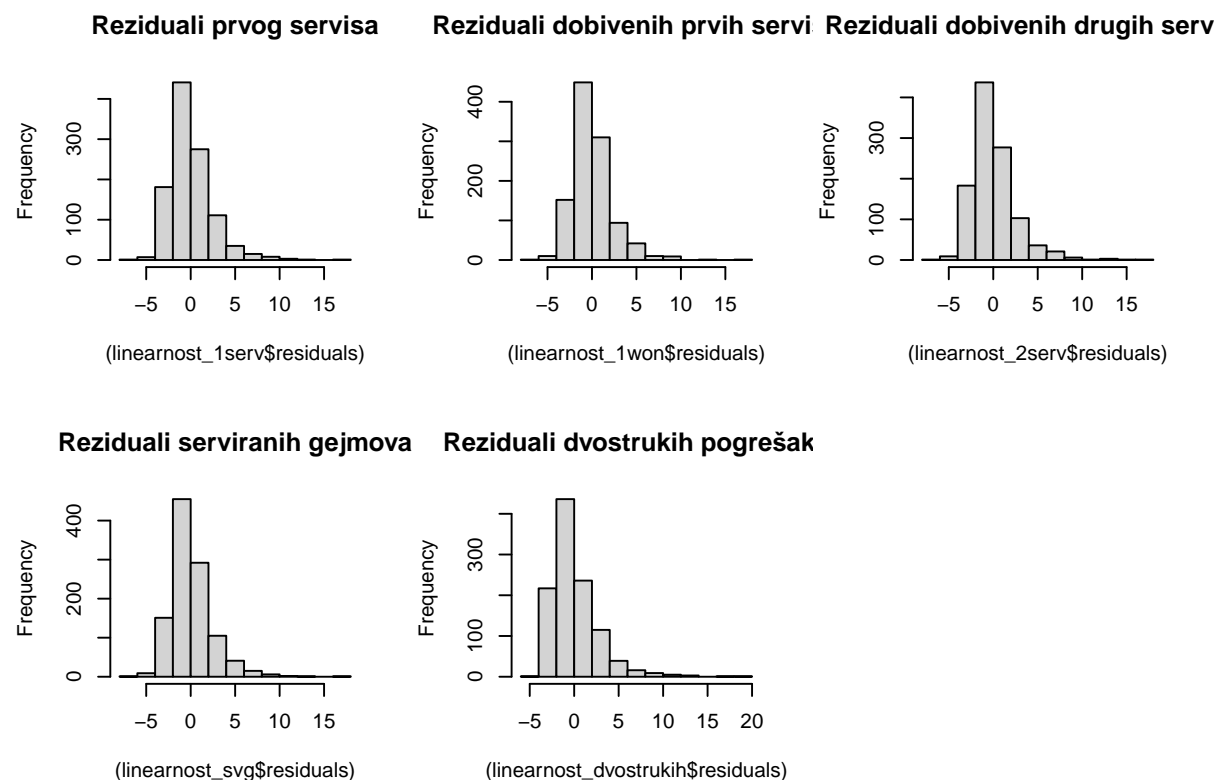 Reziduali prvog servisa
Frequency
0 100 300
−5 0 5 10 15
(linearnost_1serv$residuals)
Reziduali dobivenih prvih servi
Frequency
0 200 400
−5 0 5 10 15
(linearnost_1won$residuals)
Reziduali dobivenih drugih serv
Frequency
0 100 300
−5 0 5 10 15
(linearnost_2serv$residuals)
Reziduali serviranih gejmova
Frequency
0 200 400
−5 0 5 10 15
(linearnost_svg$residuals)
Reziduali dvostrukih pogrešak
Frequency
0 100 300
−5 0 5 10 15 20
(linearnost_dvostrukih$residuals)